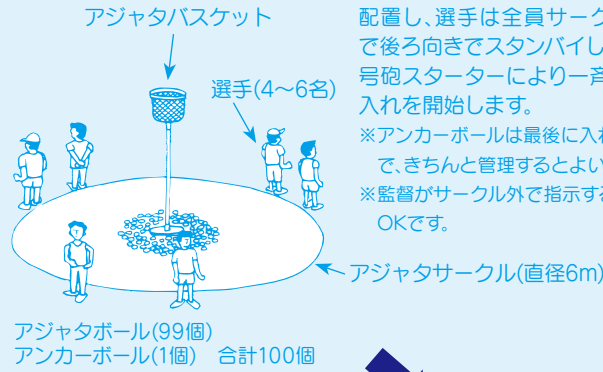 アジャタバスケット
選手(4〜6名)
アジャタサークル(直径6m)
アジャタボール(99個)
アンカーボール(1個)　合計100個
配置し、選手は全員サーク
で後ろ向きでスタンバイし
号砲スターターにより一斉
入れを開始します。
※アンカーボールは最後に入れ
で、きちんと管理するとよい
※監督がサークル外で指示する
OKです。